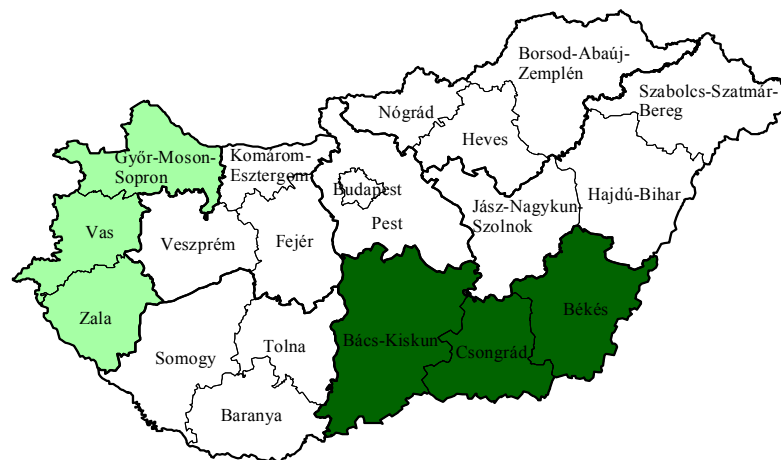 Borsod-Abaúj-
Zemplén
Szabolcs-Szatmár-
Bereg
Nógrád
Heves
Győr-Moson-
Sopron
Komárom-
Esztergom
Budapest
Pest
Jász-Nagykun-
Szolnok
Hajdú-Bihar
Vas
Veszprém
Fejér
Zala
Somogy
Tolna
Bács-Kiskun
Csongrád
Békés
Baranya